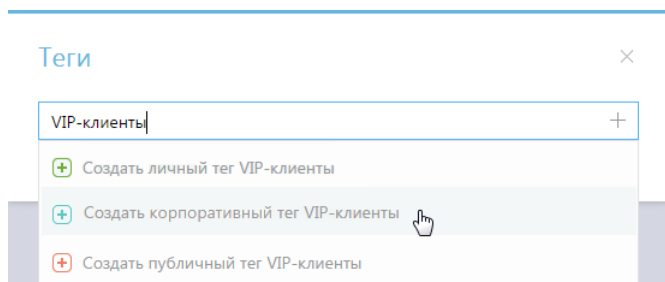 Теги
VIP-клиенты
Создать личный тег VIP-клиенты
Создать корпоративный тег VIP-клиенты
Создать публичный тег VIP-клиенты